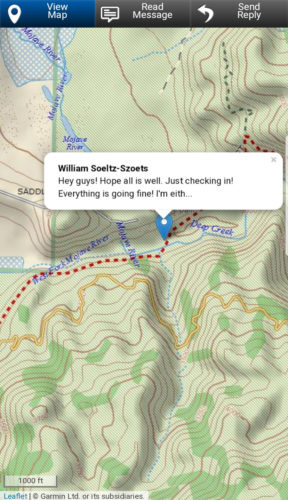 View Map
Read Message
Send Reply
Mojave River
Mojave River
Mojave River
SADDL
William Soeltz-Szoets
Hey guys! Hope all is well. Just checking in!
Everything is going fine! I'm eith...
Deep Creek
Mojave River
West Fork Mojave River
1000 ft
Leaflet | © Garmin Ltd. or its subsidiaries.